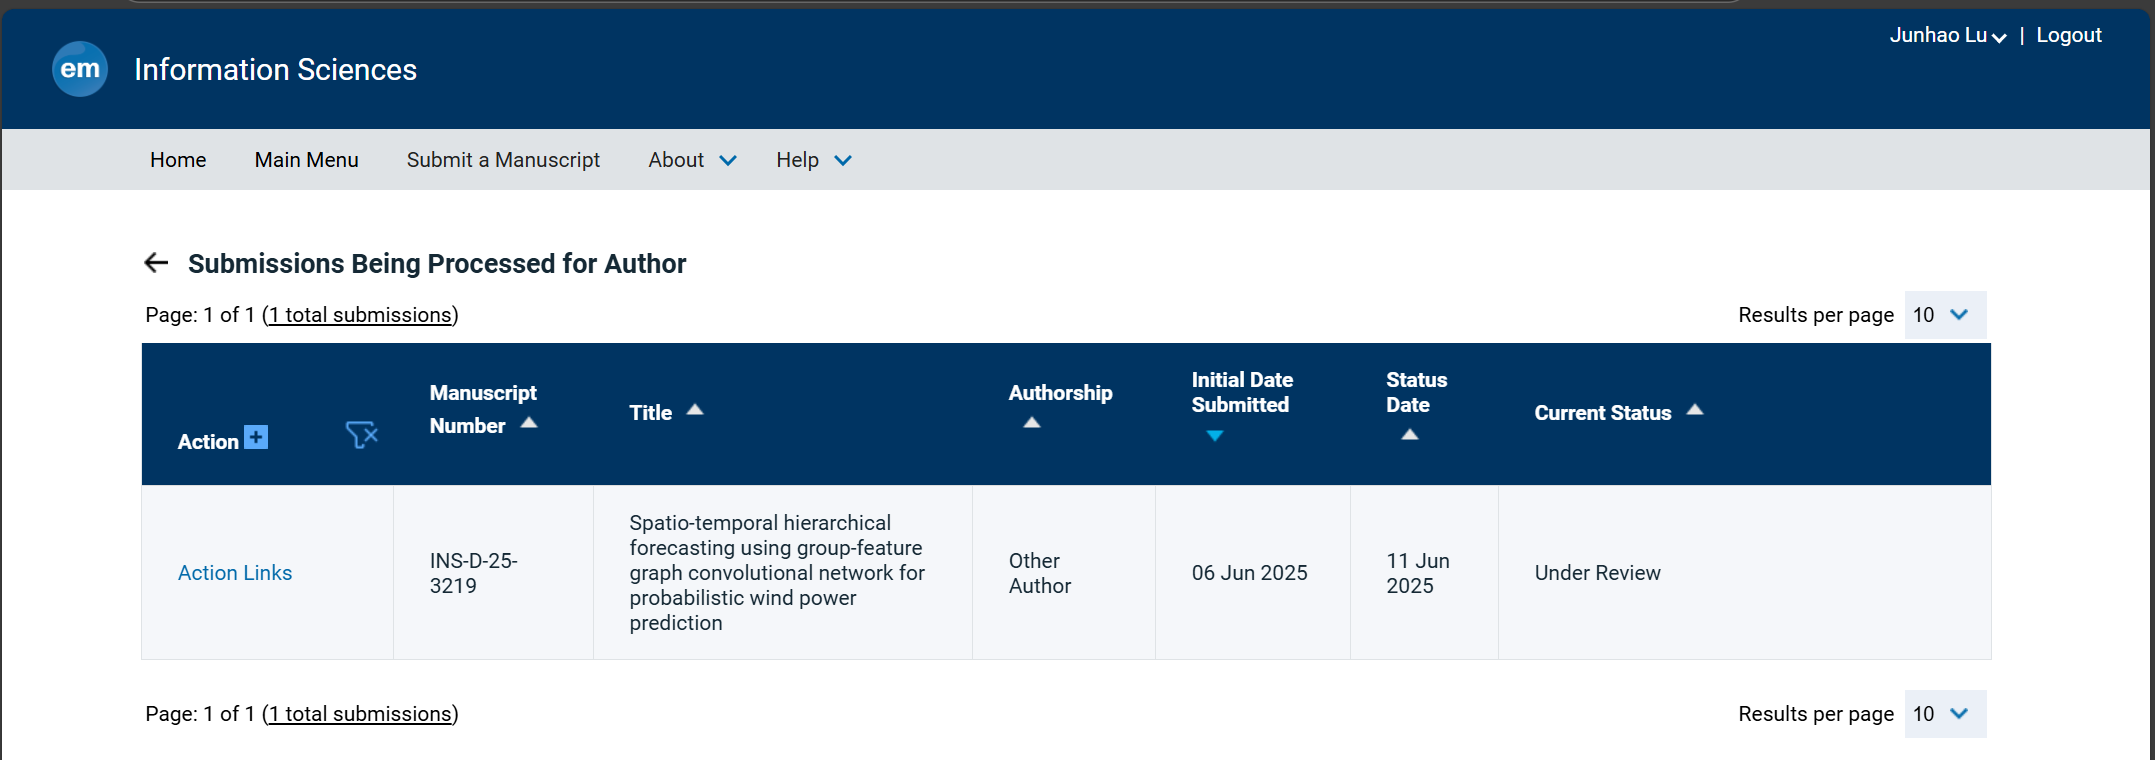 Junhao Lu | Logout
em Information Sciences
Home Main Menu Submit a Manuscript About Help
Submissions Being Processed for Author
Page: 1 of 1 (1 total submissions) Results per page 10
Action
Manuscript
Number
Title
Authorship
Initial Date
Submitted
Status
Date
Current Status
Action Links
INS-D-25-
3219
Spatio-temporal hierarchical
forecasting using group-feature
graph convolutional network for
probabilistic wind power
prediction
Other
Author
06 Jun 2025
11 Jun
2025
Under Review
Page: 1 of 1 (1 total submissions) Results per page 10